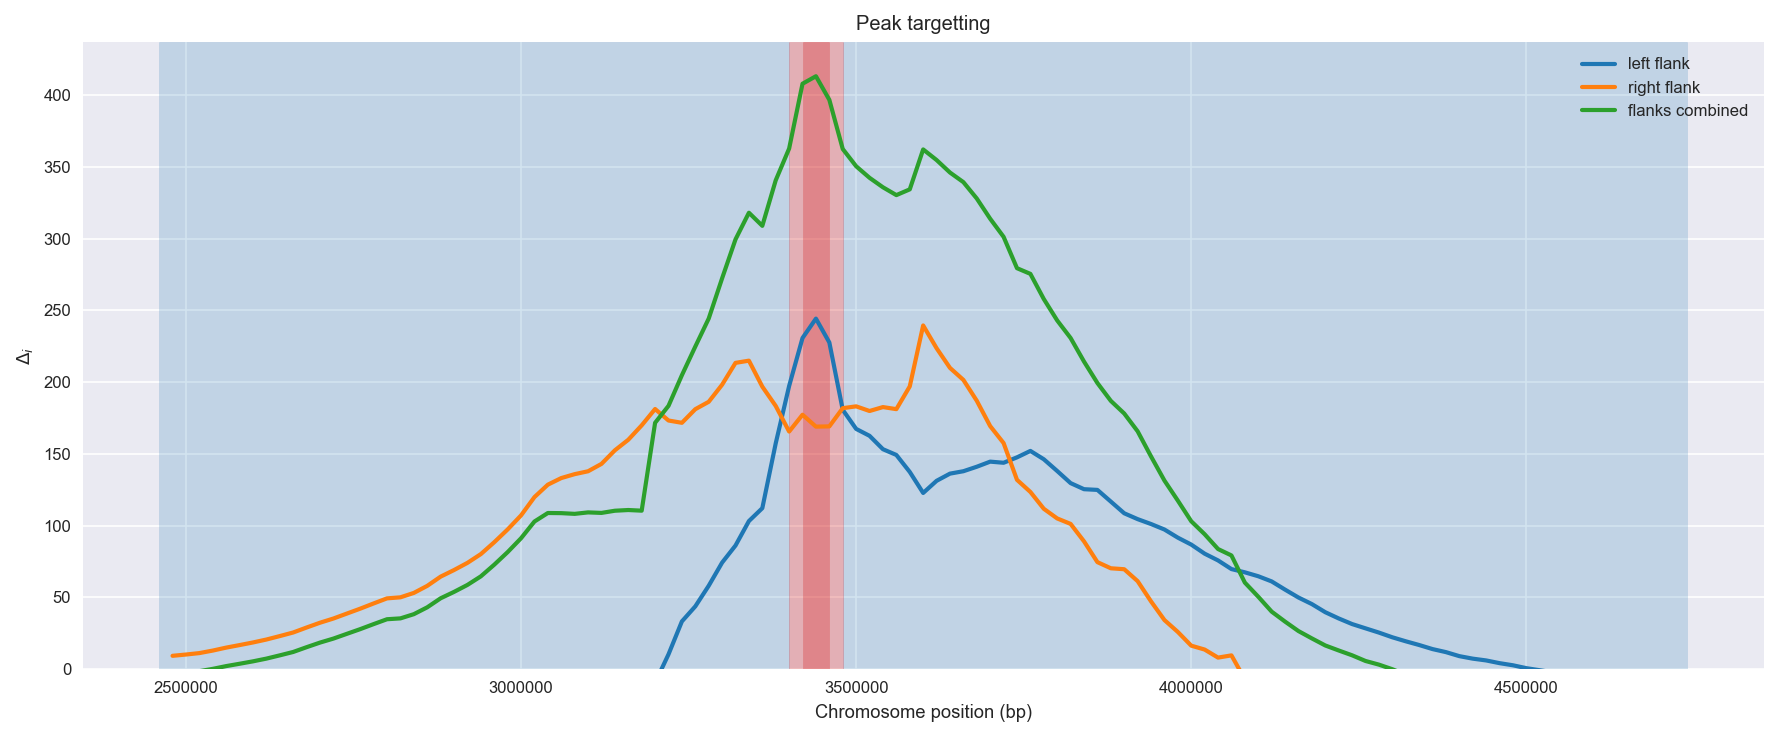 Peak targetting
left flank
right flank
flanks combined
400
350
300
250
200
150
100
50
0
Δi
2500000 3000000 3500000 4000000 4500000
Chromosome position (bp)